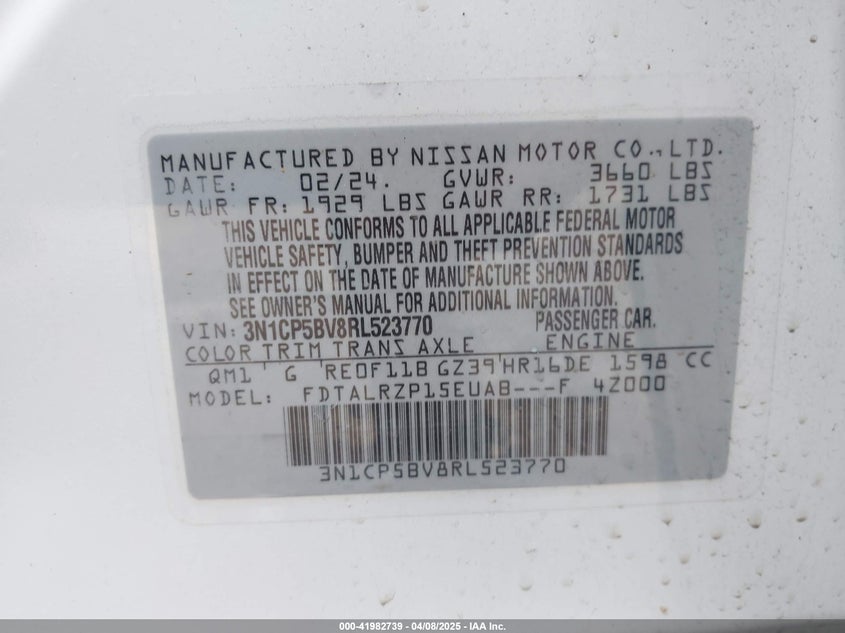 MANUFACTURED BY NISSAN MOTOR CO., LTD.
DATE: 02/24. GVWR: 3660 LBS
GAWR FR: 1929 LBS GAWR RR: 1731 LBS
THIS VEHICLE CONFORMS TO ALL APPLICABLE FEDERAL MOTOR
VEHICLE SAFETY, BUMPER AND THEFT PREVENTION STANDARDS
IN EFFECT ON THE DATE OF MANUFACTURE SHOWN ABOVE.
SEE OWNER'S MANUAL FOR ADDITIONAL INFORMATION.
VIN: 3N1CP5BV8RL523770 PASSENGER CAR.
COLOR TRIM TRANS AXLE ENGINE
QM1 G RE0F11B GZ39 HR16DE 1598 CC
MODEL: FDTALRZP15EUAB---F 4Z000
3N1CP5BV8RL523770
000-41982739 / 04/08/2025 - IAA Inc.